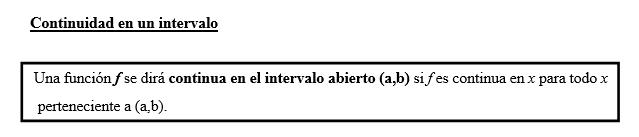 Continuidad en un intervalo
Una función f se dirá continua en el intervalo abierto (a,b) si f es continua en x para todo x
perteneciente a (a,b).